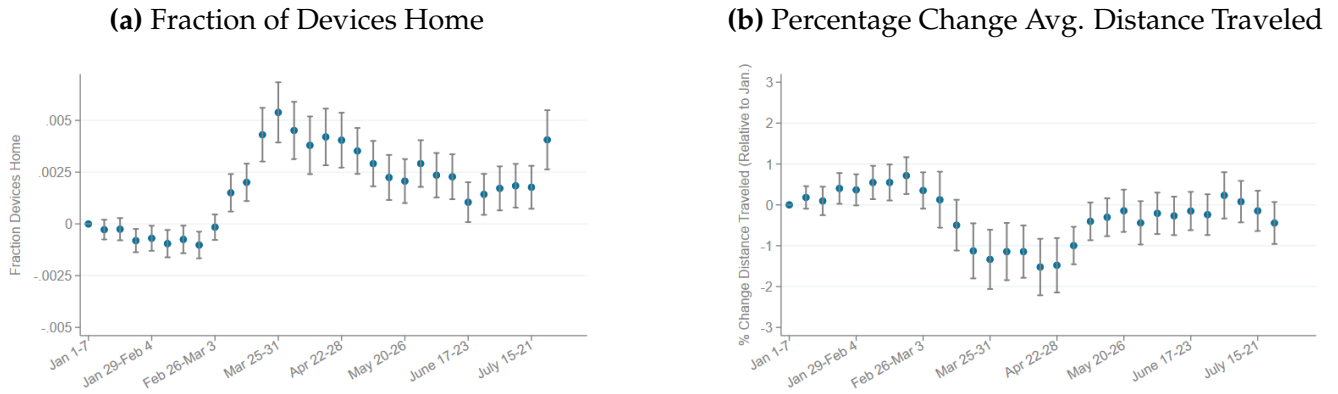 (a) Fraction of Devices Home
Fraction Devices Home
.005
.0025
0
-.0025
-.005
Jan 1-7
Jan 29-Feb 4
Feb 26-Mar 3
Mar 25-31
Apr 22-28
May 20-26
June 17-23
July 15-21
(b) Percentage Change Avg. Distance Traveled
% Change Distance Traveled (Relative to Jan.)
3
2
1
0
-1
-2
-3
Jan 1-7
Jan 29-Feb 4
Feb 26-Mar 3
Mar 25-31
Apr 22-28
May 20-26
June 17-23
July 15-21